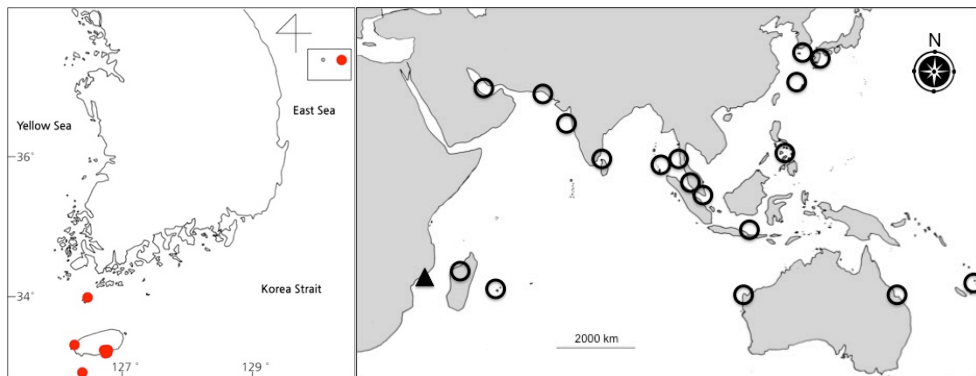 Yellow Sea
East Sea
36°
Korea Strait
34°
127°
129°
N
2000 km